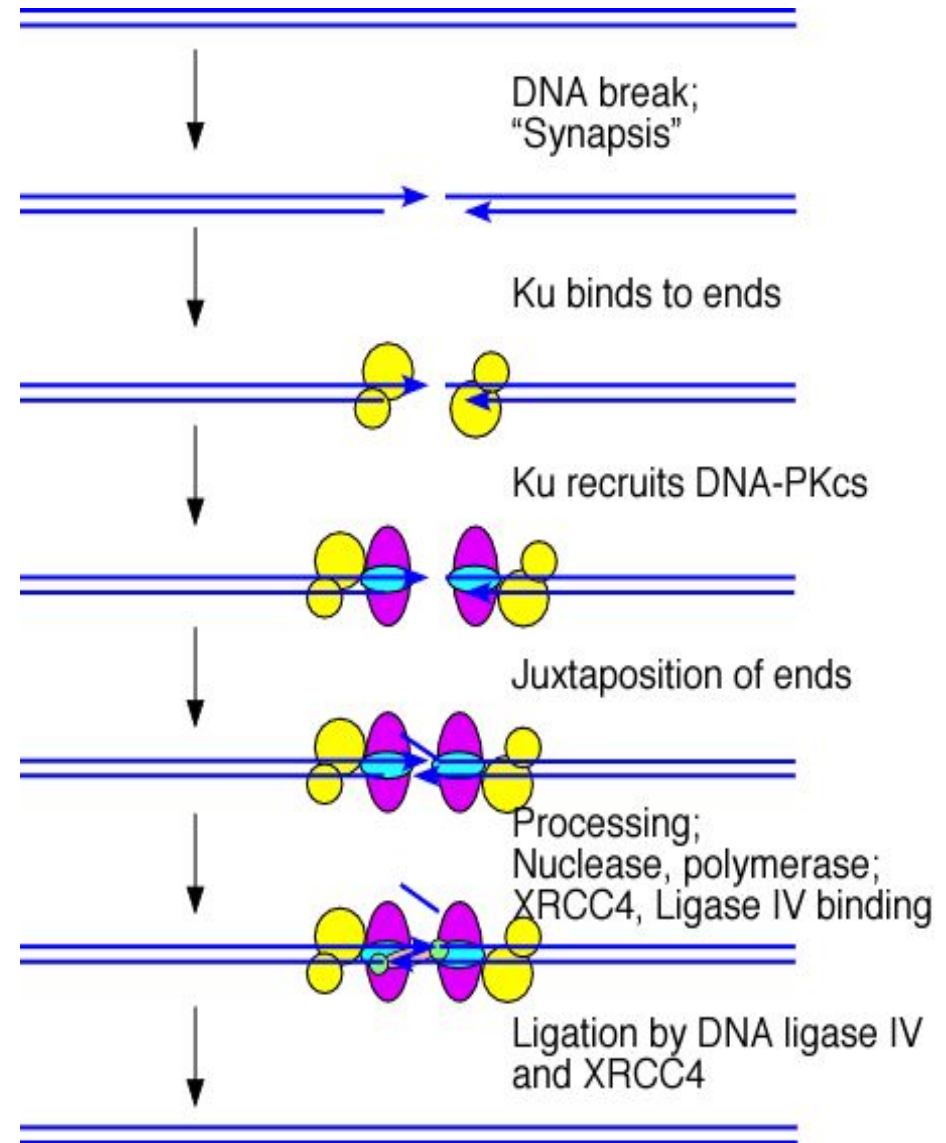 DNA break;
“Synapsis”
Ku binds to ends
Ku recruits DNA-PKcs
Juxtaposition of ends
Processing;
Nuclease, polymerase;
XRCC4, Ligase IV binding
Ligation by DNA ligase IV
and XRCC4